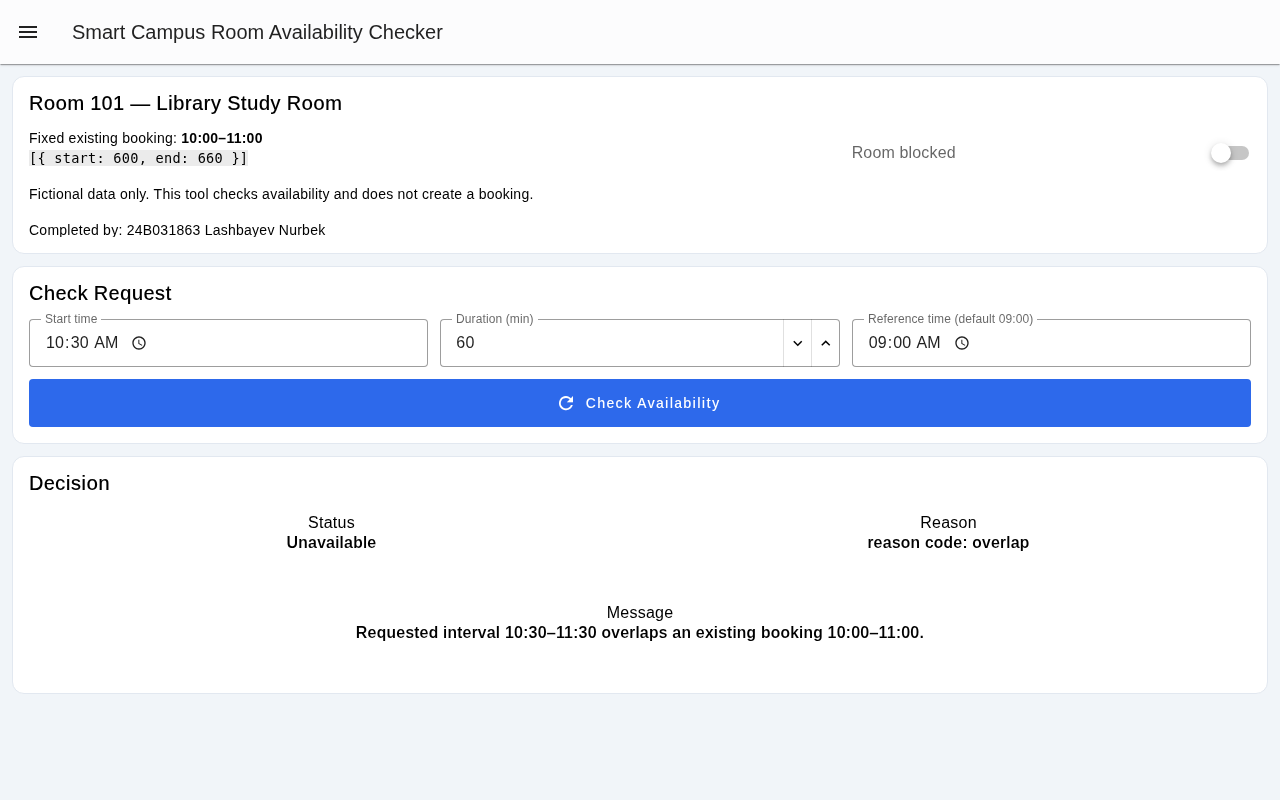 Smart Campus Room Availability Checker
Room 101 — Library Study Room
Fixed existing booking: 10:00–11:00
[{ start: 600, end: 660 }]
Room blocked
Fictional data only. This tool checks availability and does not create a booking.
Completed by: 24B031863 Lashbayev Nurbek
Check Request
Start time
10:30 AM
Duration (min)
60
Reference time (default 09:00)
09:00 AM
Check Availability
Decision
Status
Unavailable
Reason
reason code: overlap
Message
Requested interval 10:30–11:30 overlaps an existing booking 10:00–11:00.